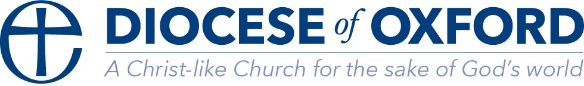 DIOCESE of OXFORD
A Christ-like Church for the sake of God's world